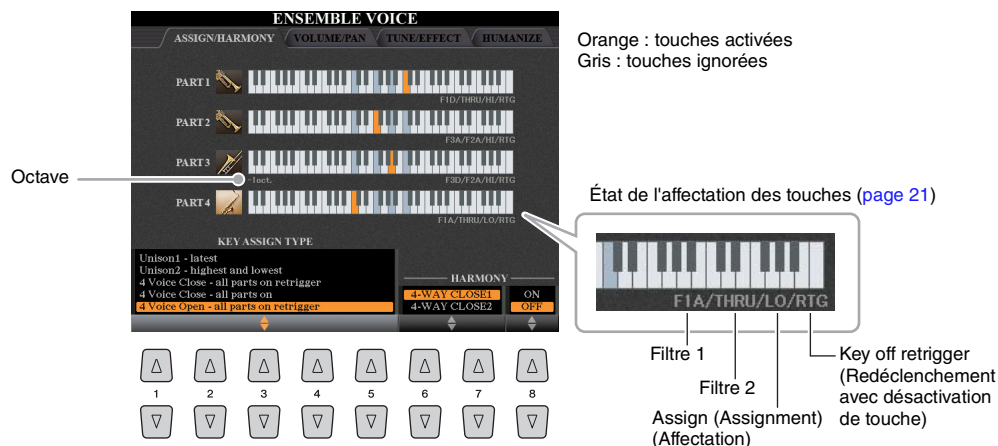 ENSEMBLE VOICE
ASSIGN/HARMONY VOLUME/PAN TUNE/EFFECT HUMANIZE
PART 1
F1D/THRU/HI/RTG
PART 2
F3A/F2A/HI/RTG
PART 3
-1oct.
F3D/F2A/HI/RTG
PART 4
F1A/THRU/LO/RTG
KEY ASSIGN TYPE
Unison1 - latest
Unison2 - highest and lowest
4 Voice Close - all parts on retrigger
4 Voice Close - all parts on
4 Voice Open - all parts on retrigger
HARMONY
4-WAY CLOSE1 ON
4-WAY CLOSE2 OFF
1 2 3 4 5 6 7 8
Octave
Orange : touches activées
Gris : touches ignorées
État de l'affectation des touches (page 21)
F1A/THRU/LO/RTG
Filtre 1
Filtre 2
Assign (Assignment)
(Affectation)
Key off retrigger
(Redéclenchement
avec désactivation
de touche)